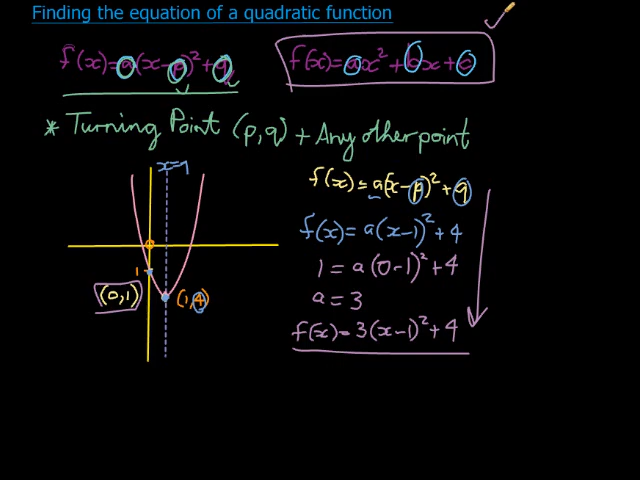 Finding the equation of a quadratic function
f(x)=a(x-p)²+q
f(x)=ax²+bx+c
* Turning Point (p,q) + Any other point
x=1
f(x)=a(x-p)²+q
f(x)=a(x-1)²+4
1=a(0-1)²+4
a=3
f(x)=3(x-1)²+4
1
(0,1)
(1,4)